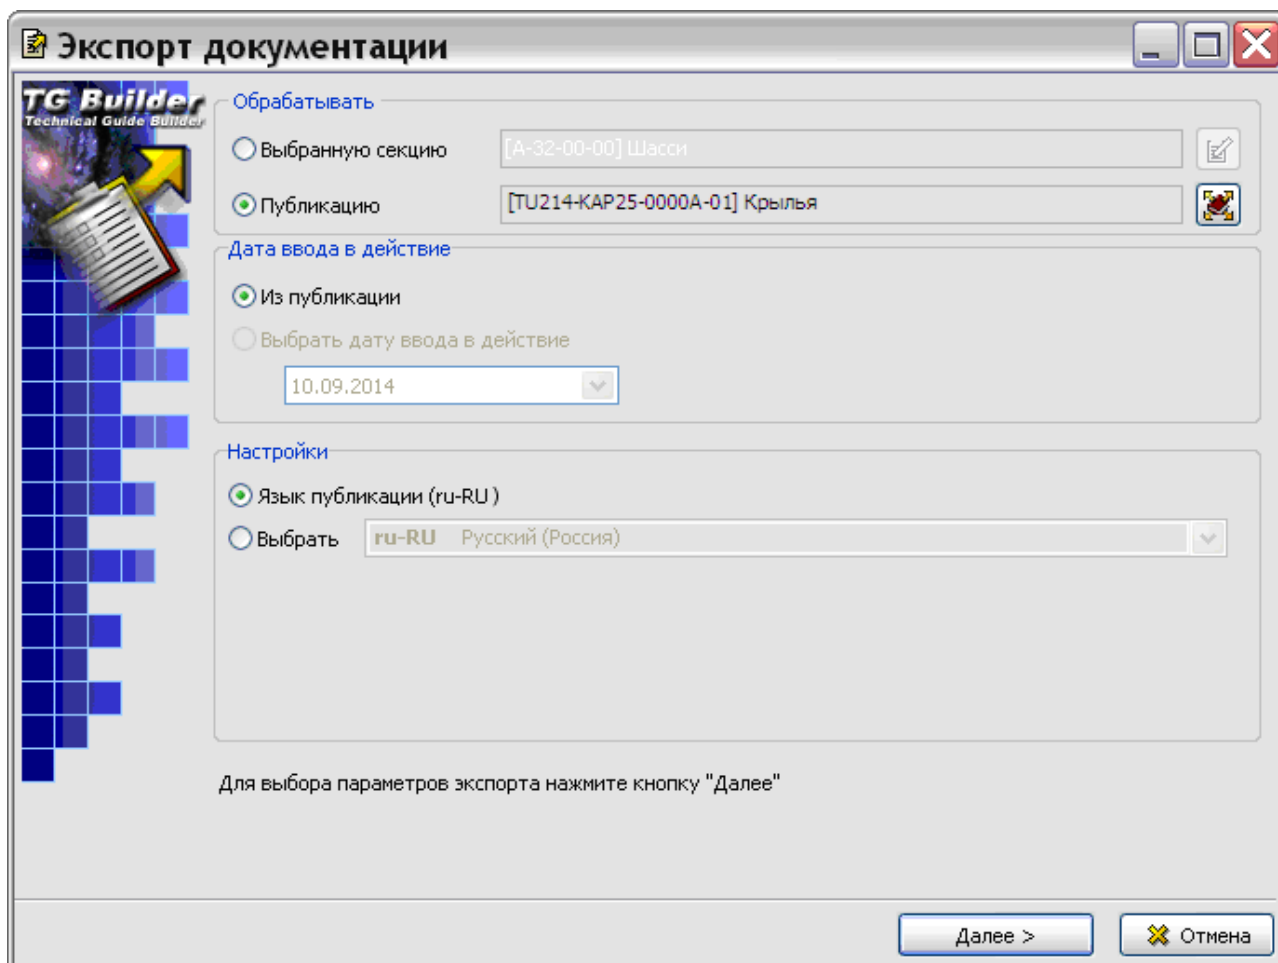 Экспорт документации
TG Builder
Technical Guide Builder
Обрабатывать
Выбранную секцию
[A-32-00-00] Шасси
Публикацию
[TU214-KAP25-0000A-01] Крылья
Дата ввода в действие
Из публикации
Выбрать дату ввода в действие
10.09.2014
Настройки
Язык публикации (ru-RU )
Выбрать ru-RU Русский (Россия)
Для выбора параметров экспорта нажмите кнопку "Далее"
Далее > Отмена